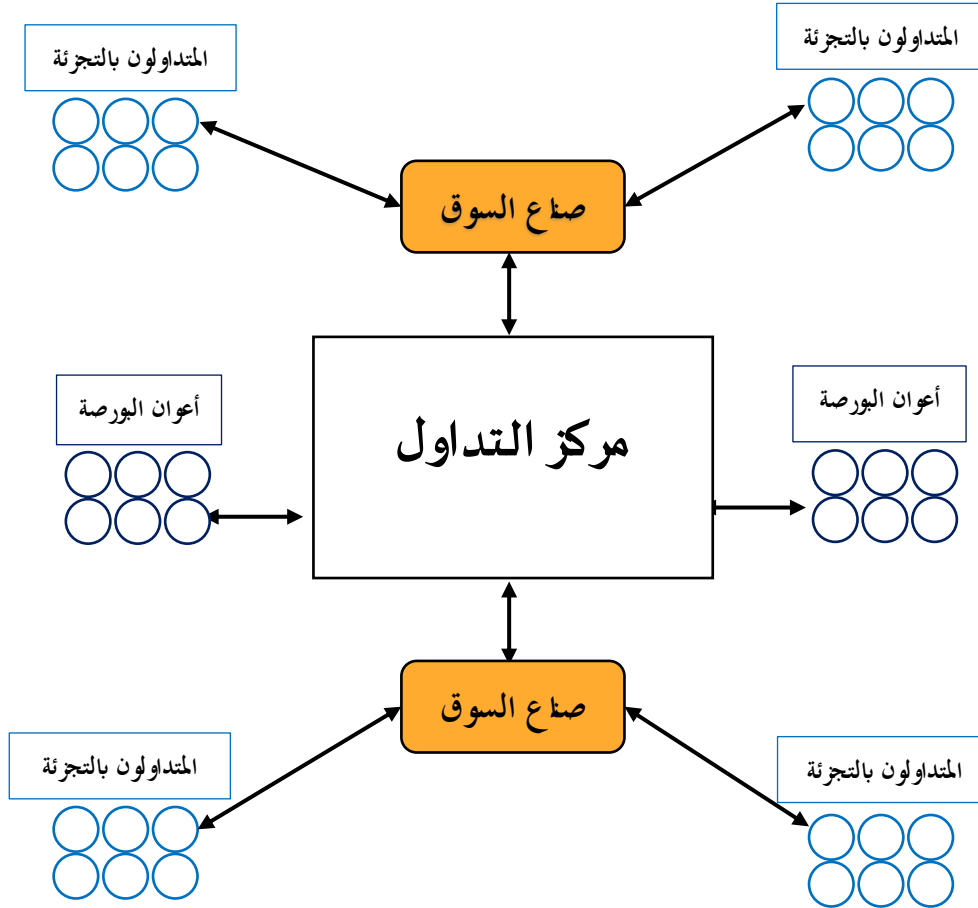 المتداولون بالتجزئة
المتداولون بالتجزئة
صناع السوق
أعوان البورصة
أعوان البورصة
مركز التداول
صناع السوق
المتداولون بالتجزئة
المتداولون بالتجزئة